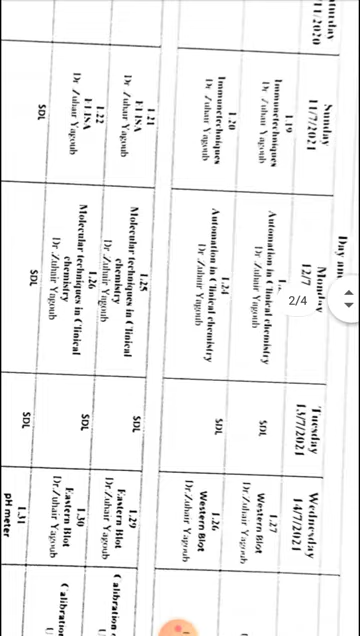 Day and
Saturday
11/2020
Sunday
11/7/2021
Monday
12/7
Tuesday
13/7/2021
Wednesday
14/7/2021
1.19
Immunotechniques
Dr Zuhair Yagoub
Automation in Clinical chemistry
Dr.Zuhair Yagoub
SDL
1.27
Western Blot
Dr.Zuhair Yagoub
1.20
Immunotechniques
Dr Zuhair Yagoub
1.24
Automation in Clinical chemistry
Dr.Zuhair Yagoub
SDL
1.26
Western Blot
Dr.Zuhair Yagoub
1.21
ELISA
Dr Zuhair Yagoub
1.25
Molecular techniques in Clinical
chemistry
Dr.Zuhair Yagoub
SDL
1.29
Eastern Blot
Dr.Zuhair Yagoub
Calibration
1.22
ELISA
Dr Zuhair Yagoub
1.26
Molecular techniques in Clinical
chemistry
Dr.Zuhair Yagoub
SDL
1.30
Eastern Blot
Dr.Zuhair Yagoub
Calibration
SDL
SDL
SDL
1.31
pH meter
2/4